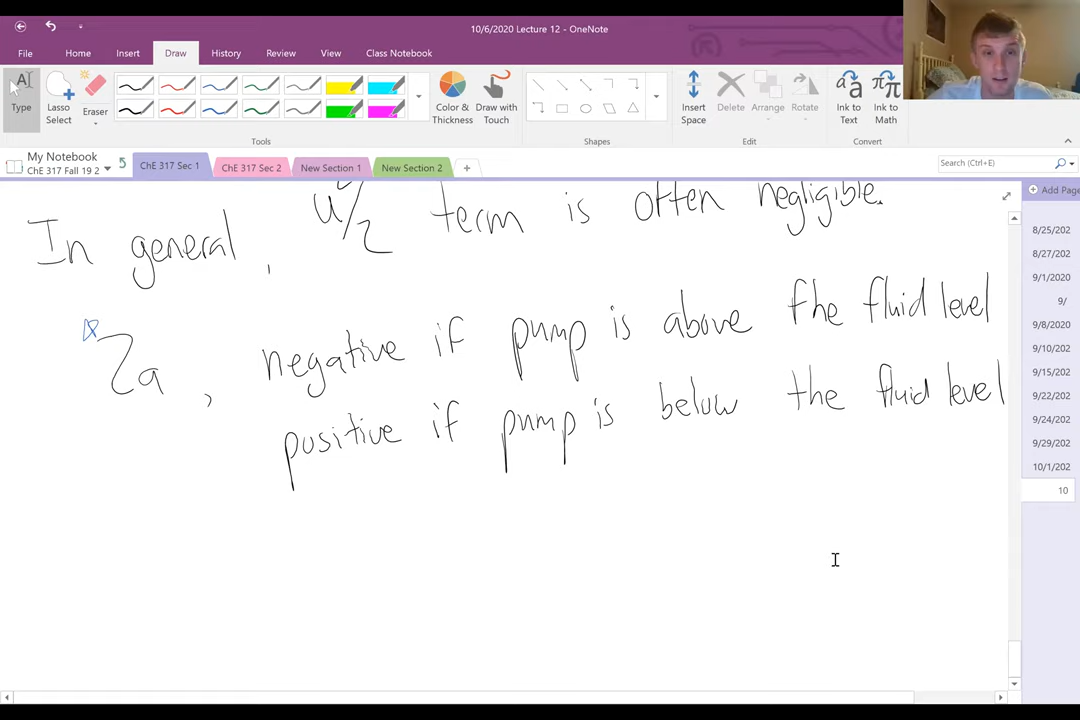 10/6/2020 Lecture 12 - OneNote
File Home Insert Draw History Review View Class Notebook
Type
Lasso Select
Eraser
Color & Thickness
Draw with Touch
Insert Space
Delete
Arrange
Rotate
Ink to Text
Ink to Math
Tools Shapes Edit Convert
My Notebook
ChE 317 Fall 19 2
ChE 317 Sec 1 ChE 317 Sec 2 New Section 1 New Section 2 +
Search (Ctrl+E)
Add Page
8/25/202
8/27/202
9/1/2020
9/
9/8/2020
9/10/202
9/15/202
9/22/202
9/24/202
9/29/202
10/1/202
10
In general, u²/2 term is often negligible.
Za, negative if pump is above the fluid level
positive if pump is below the fluid level